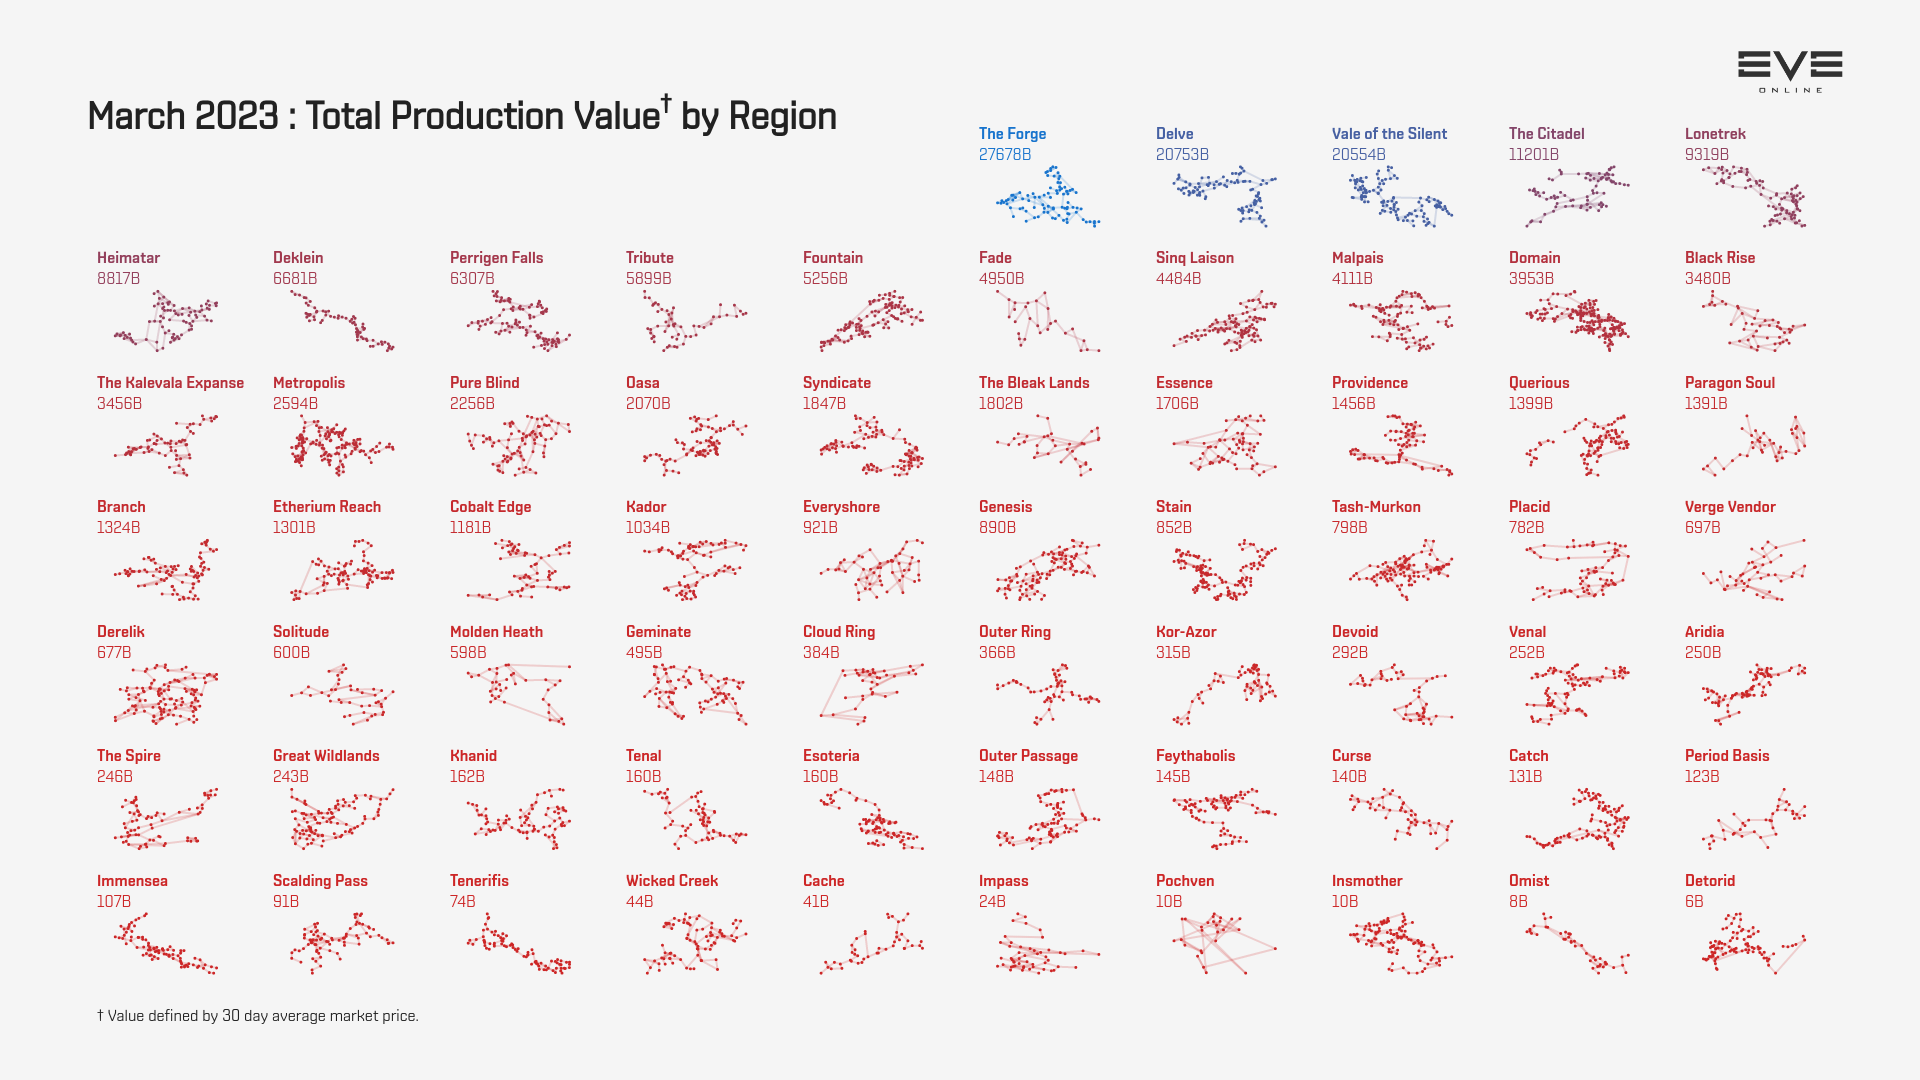 EVE
ONLINE
March 2023 : Total Production Value† by Region
The Forge
27678B
Delve
20753B
Vale of the Silent
20554B
The Citadel
11201B
Lonetrek
9319B
Heimatar
8817B
Deklein
6681B
Perrigen Falls
6307B
Tribute
5899B
Fountain
5256B
Fade
4950B
Sinq Laison
4484B
Malpais
4111B
Domain
3953B
Black Rise
3480B
The Kalevala Expanse
3456B
Metropolis
2594B
Pure Blind
2256B
Oasa
2070B
Syndicate
1847B
The Bleak Lands
1802B
Essence
1706B
Providence
1456B
Querious
1399B
Paragon Soul
1391B
Branch
1324B
Etherium Reach
1301B
Cobalt Edge
1181B
Kador
1034B
Everyshore
921B
Genesis
890B
Stain
852B
Tash-Murkon
798B
Placid
782B
Verge Vendor
697B
Derelik
677B
Solitude
600B
Molden Heath
598B
Geminate
495B
Cloud Ring
384B
Outer Ring
366B
Kor-Azor
315B
Devoid
292B
Venal
252B
Aridia
250B
The Spire
246B
Great Wildlands
243B
Khanid
162B
Tenal
160B
Esoteria
160B
Outer Passage
148B
Feythabolis
145B
Curse
140B
Catch
131B
Period Basis
123B
Immensea
107B
Scalding Pass
91B
Tenerifis
74B
Wicked Creek
44B
Cache
41B
Impass
24B
Pochven
10B
Insmother
10B
Omist
8B
Detorid
6B
† Value defined by 30 day average market price.